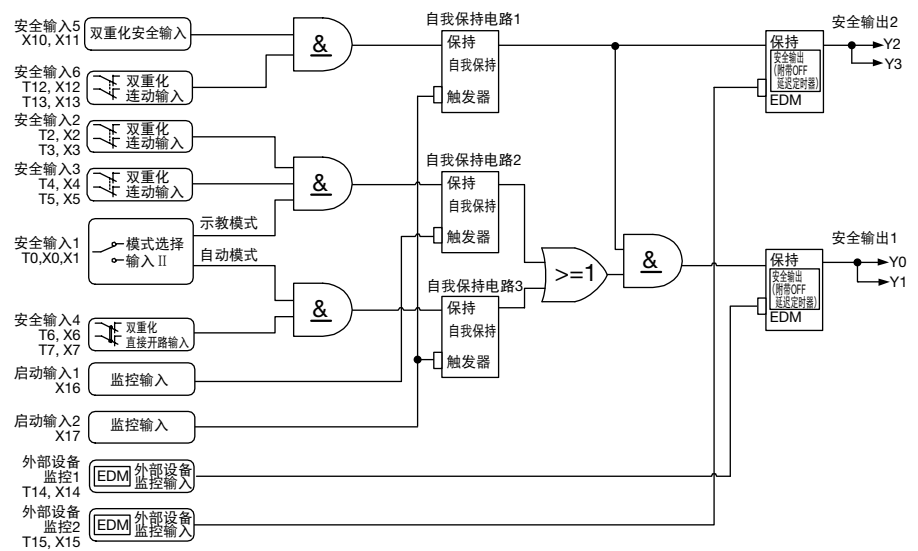 安全输入5
X10, X11
双重化安全输入
&
自我保持电路1
保持
自我保持
触发器
保持
安全输出
(附带OFF
延迟定时器)
EDM
安全输出2
Y2
Y3
安全输入6
T12, X12
T13, X13
双重化
连动输入
安全输入2
T2, X2
T3, X3
双重化
连动输入
安全输入3
T4, X4
T5, X5
双重化
连动输入
&
自我保持电路2
保持
自我保持
触发器
安全输入1
T0,X0,X1
模式选择
输入 II
示教模式
自动模式
>=1
&
保持
安全输出
(附带OFF
延迟定时器)
EDM
安全输出1
Y0
Y1
&
自我保持电路3
保持
自我保持
触发器
安全输入4
T6, X6
T7, X7
双重化
直接开路输入
启动输入1
X16
监控输入
启动输入2
X17
监控输入
外部设备
监控1
T14, X14
EDM
外部设备
监控输入
外部设备
监控2
T15, X15
EDM
外部设备
监控输入